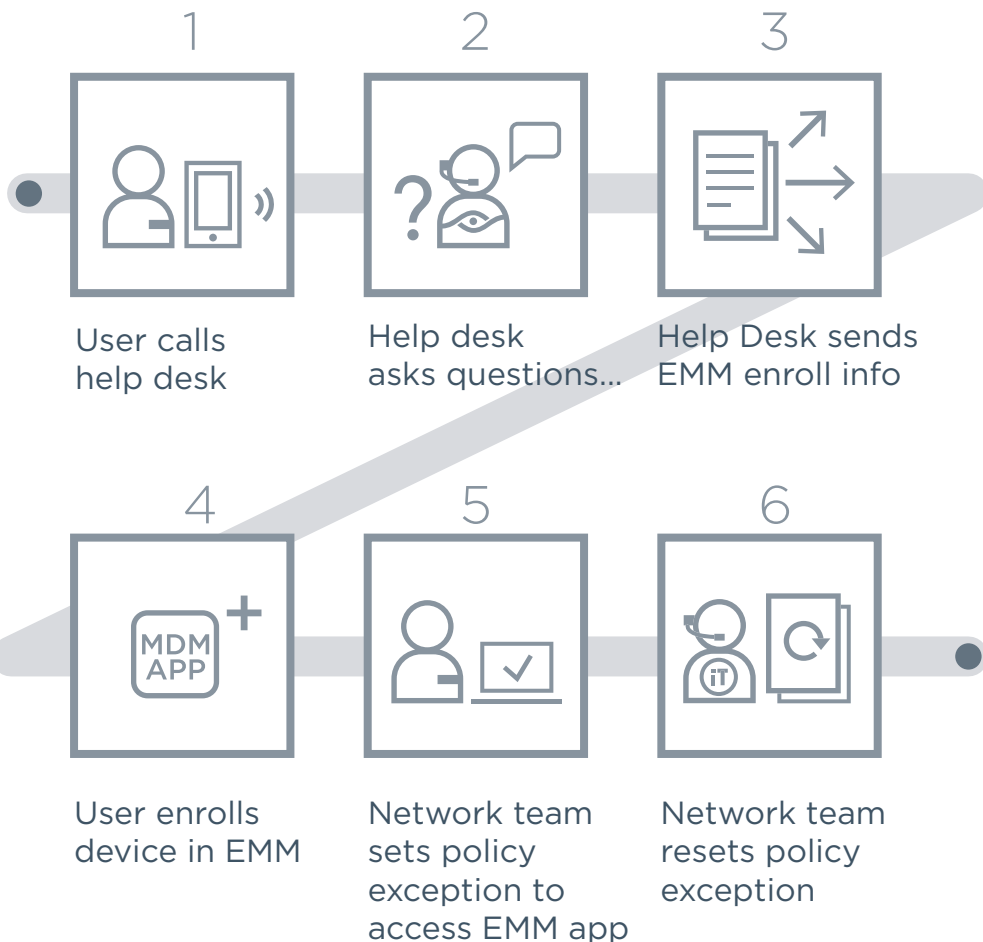 1
2
3
?
User calls
help desk
Help desk
asks questions...
Help Desk sends
EMM enroll info
4
5
6
MDM
APP
+
iT
User enrolls
device in EMM
Network team
sets policy
exception to
access EMM app
Network team
resets policy
exception